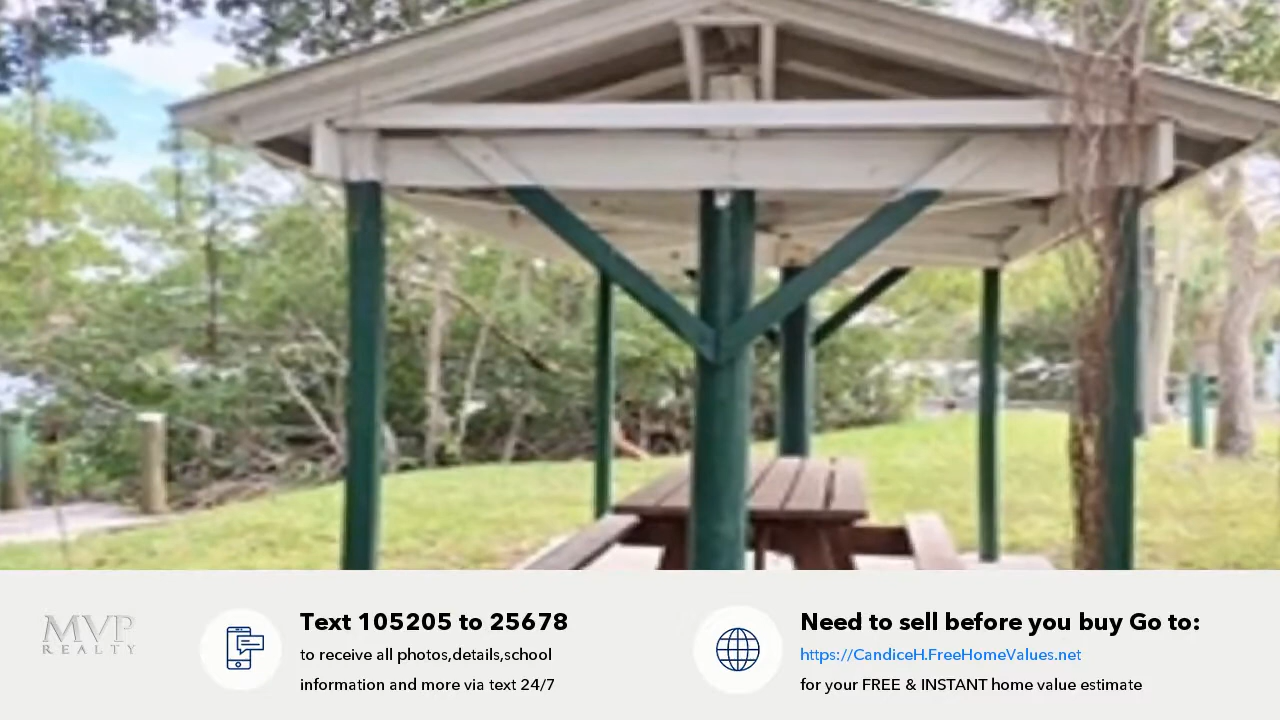 MVP
REALTY
Text 105205 to 25678
to receive all photos,details,school
information and more via text 24/7
Need to sell before you buy Go to:
https://CandiceH.FreeHomeValues.net
for your FREE & INSTANT home value estimate